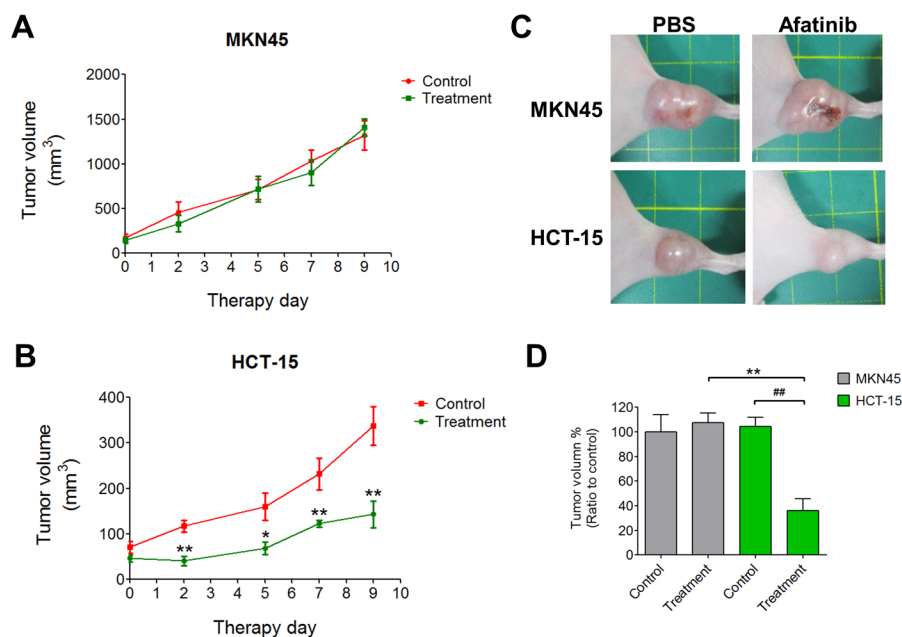 A
MKN45
Tumor volume
(mm3)
2000
1500
1000
500
0
0 1 2 3 4 5 6 7 8 9 10
Therapy day
Control
Treatment
B
HCT-15
Tumor volume
(mm3)
400
300
200
100
0
0 1 2 3 4 5 6 7 8 9 10
Therapy day
Control
Treatment
**
*
**
**
C
PBS Afatinib
MKN45
HCT-15
D
MKN45
HCT-15
**
##
Tumor volumn %
(Ratio to control)
120
100
80
60
40
20
0
Control
Treatment
Control
Treatment